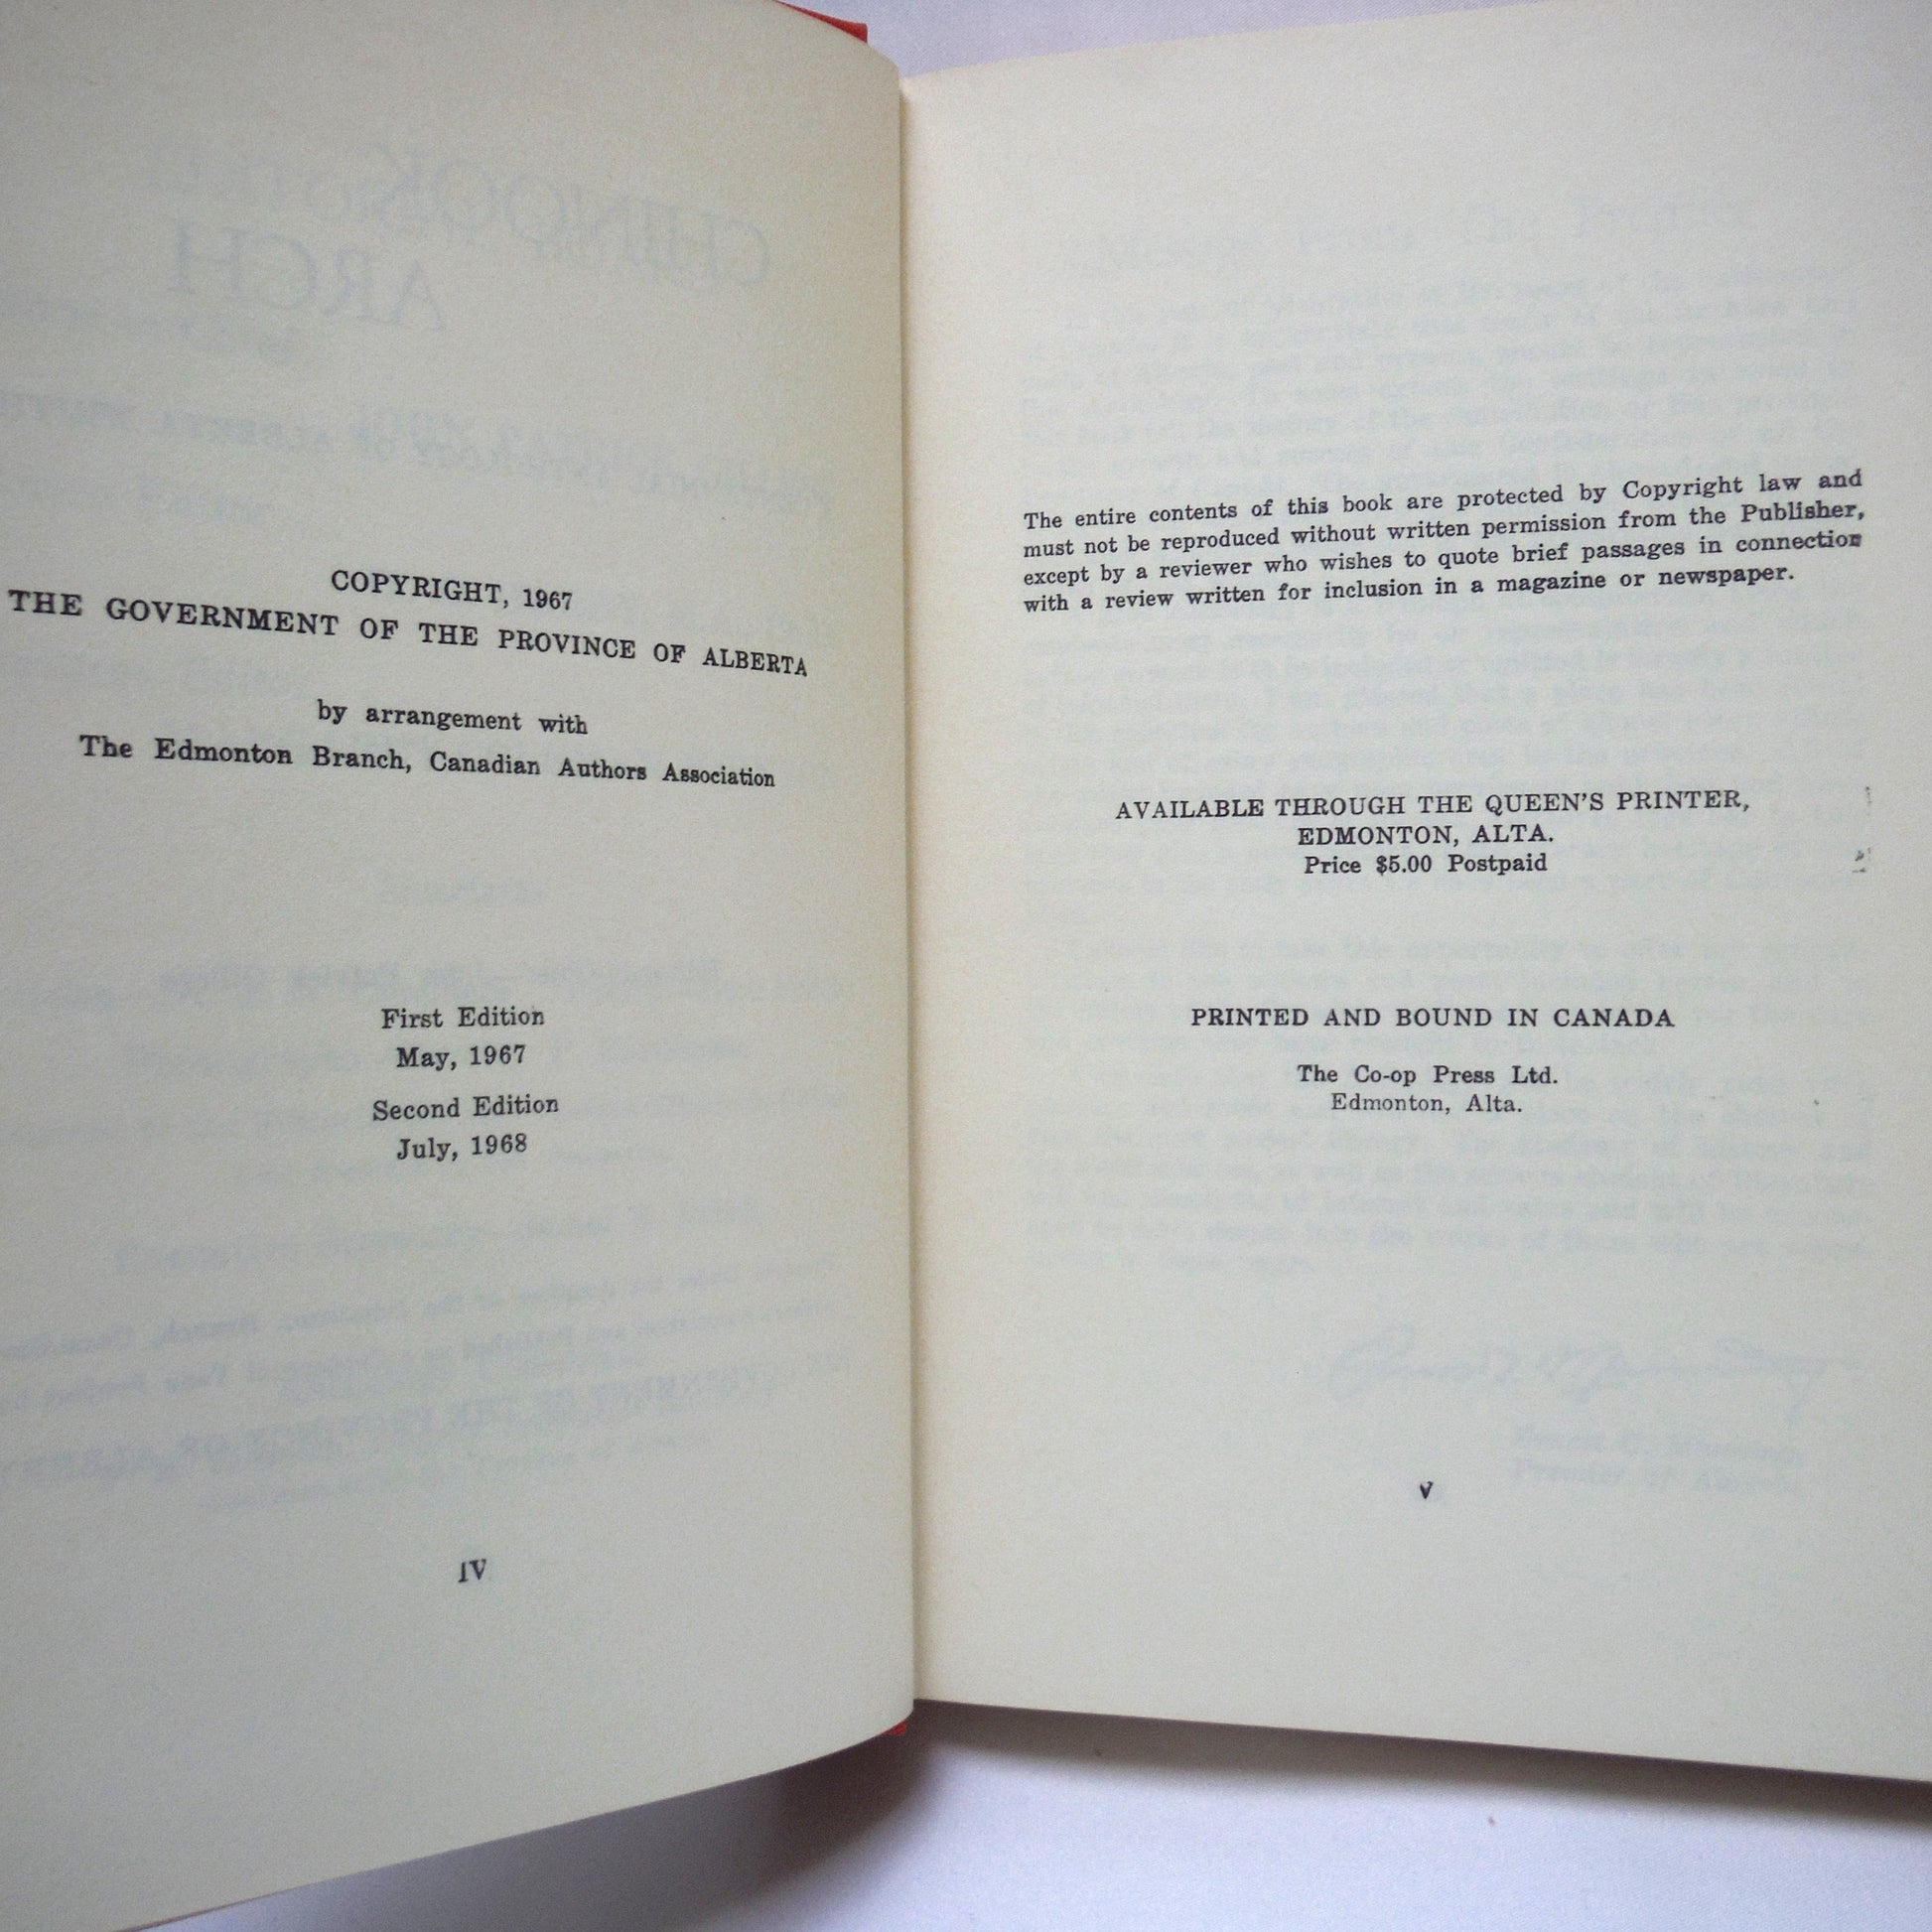 COPYRIGHT, 1967
THE GOVERNMENT OF THE PROVINCE OF ALBERTA
by arrangement with
The Edmonton Branch, Canadian Authors Association
First Edition
May, 1967
Second Edition
July, 1968
IV
The entire contents of this book are protected by Copyright law and
must not be reproduced without written permission from the Publisher,
except by a reviewer who wishes to quote brief passages in connection
with a review written for inclusion in a magazine or newspaper.
AVAILABLE THROUGH THE QUEEN'S PRINTER,
EDMONTON, ALTA.
Price $5.00 Postpaid
PRINTED AND BOUND IN CANADA
The Co-op Press Ltd.
Edmonton, Alta.
V